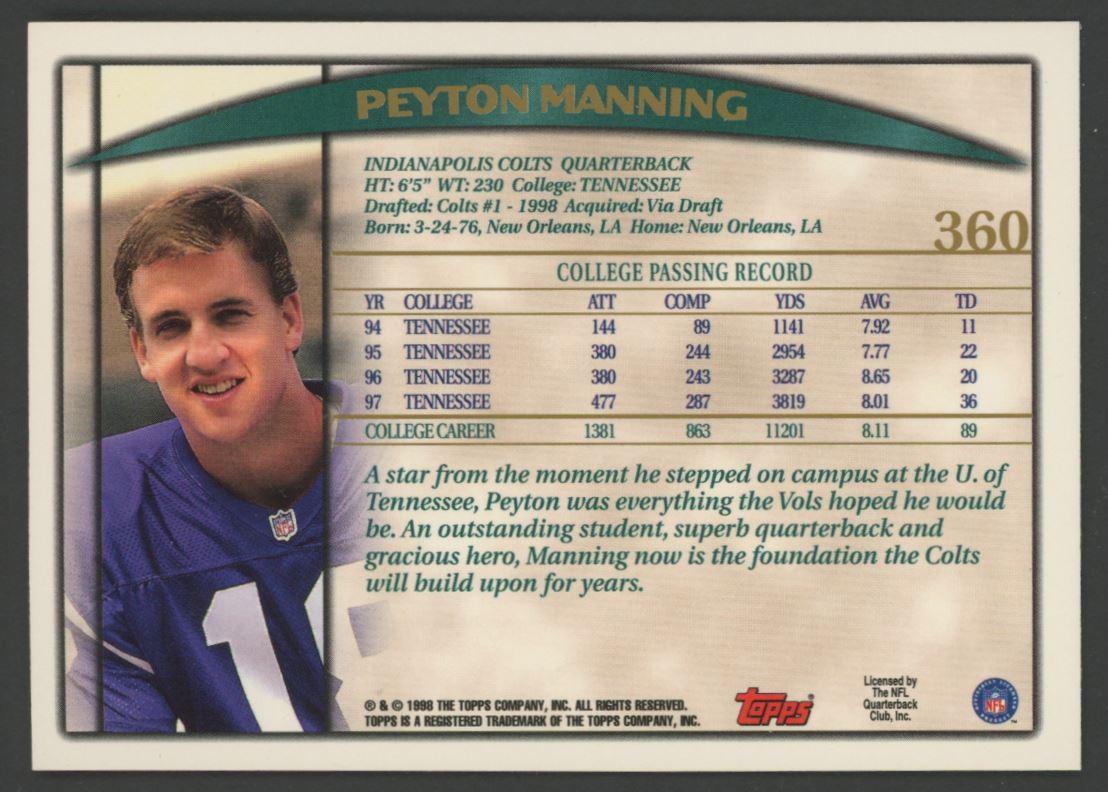 PEYTON MANNING
INDIANAPOLIS COLTS QUARTERBACK
HT: 6'5" WT: 230 College: TENNESSEE
Drafted: Colts #1 - 1998 Acquired: Via Draft
Born: 3-24-76, New Orleans, LA Home: New Orleans, LA
360
COLLEGE PASSING RECORD
YR COLLEGE ATT COMP YDS AVG TD
94 TENNESSEE 144 89 1141 7.92 11
95 TENNESSEE 380 244 2954 7.77 22
96 TENNESSEE 380 243 3287 8.65 20
97 TENNESSEE 477 287 3819 8.01 36
COLLEGE CAREER 1381 863 11201 8.11 89
A star from the moment he stepped on campus at the U. of
Tennessee, Peyton was everything the Vols hoped he would
be. An outstanding student, superb quarterback and
gracious hero, Manning now is the foundation the Colts
will build upon for years.
NFL
1
® & © 1998 THE TOPPS COMPANY, INC. ALL RIGHTS RESERVED.
TOPPS IS A REGISTERED TRADEMARK OF THE TOPPS COMPANY, INC.
Topps ®
Licensed by
The NFL
Quarterback
Club, Inc.
NFL
™